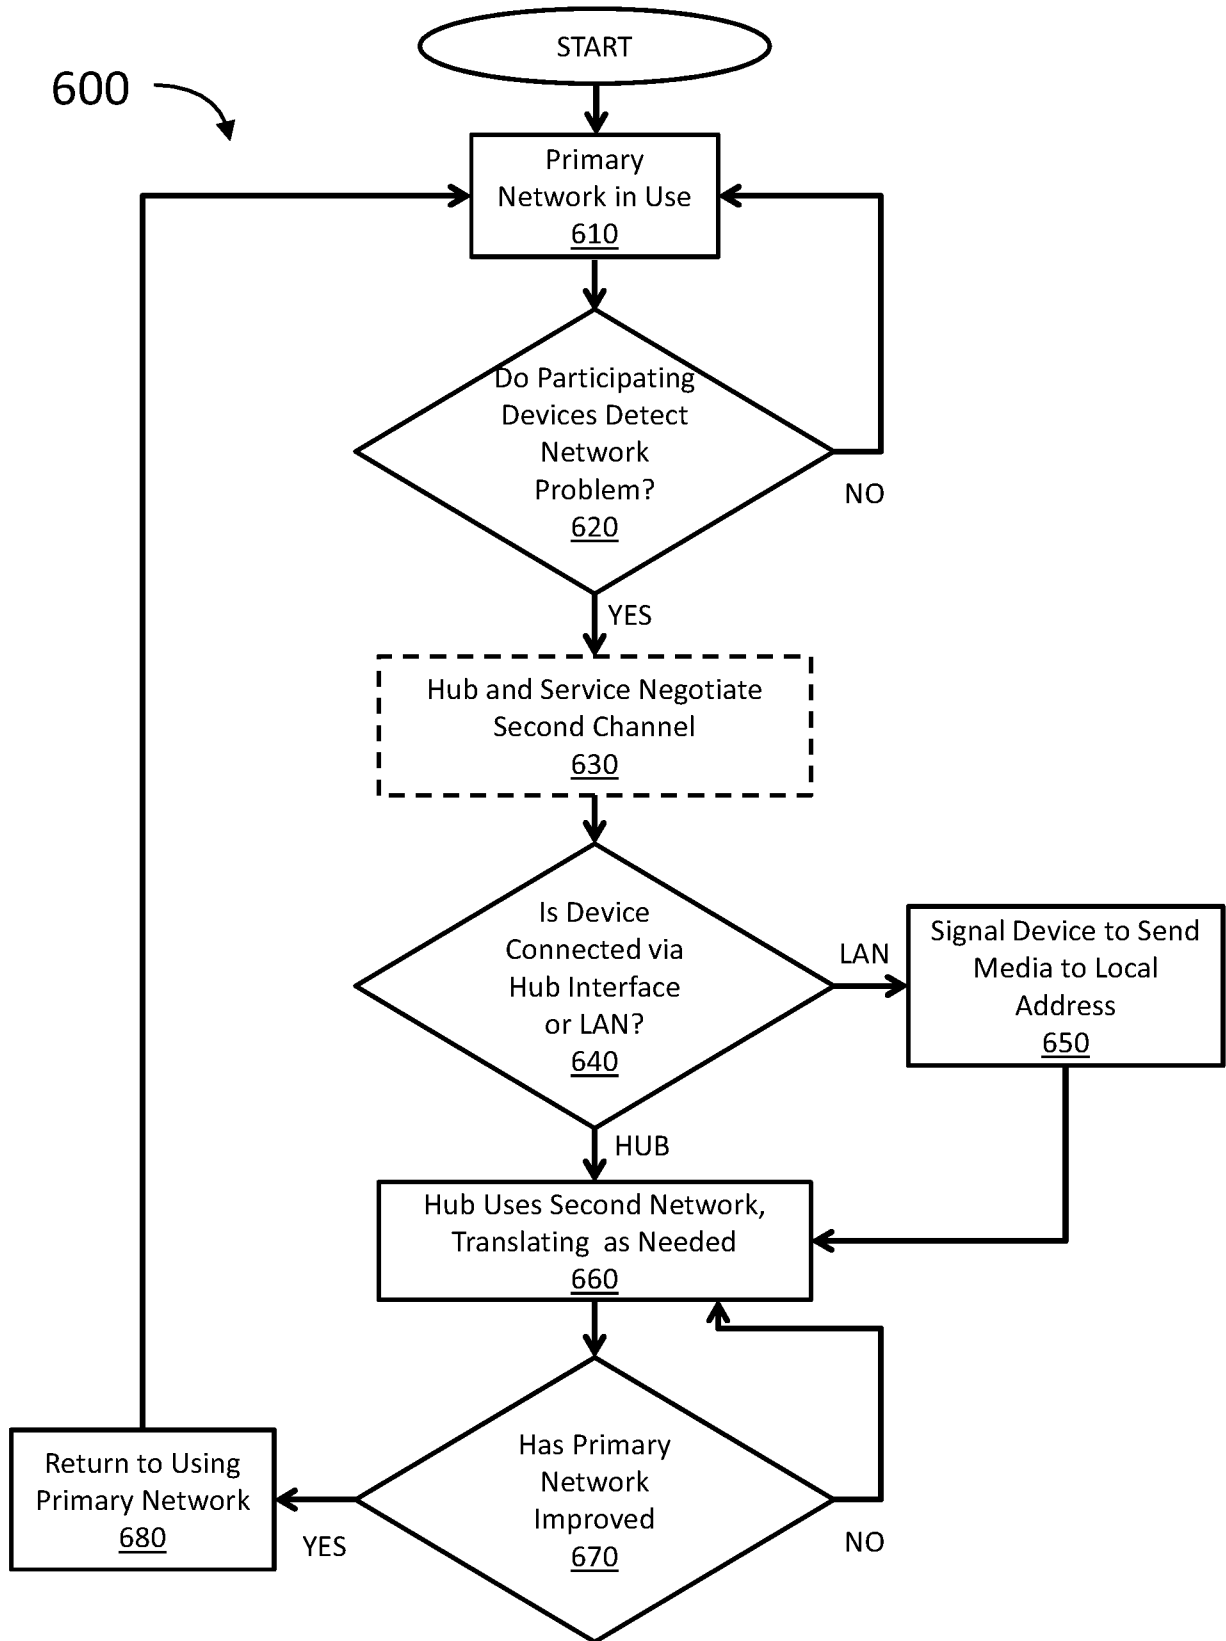 START
600
Primary
Network in Use
610
Do Participating
Devices Detect
Network
Problem?
620
NO
YES
Hub and Service Negotiate
Second Channel
630
Is Device
Connected via
Hub Interface
or LAN?
640
LAN
Signal Device to Send
Media to Local
Address
650
HUB
Hub Uses Second Network,
Translating as Needed
660
Has Primary
Network
Improved
670
NO
YES
Return to Using
Primary Network
680